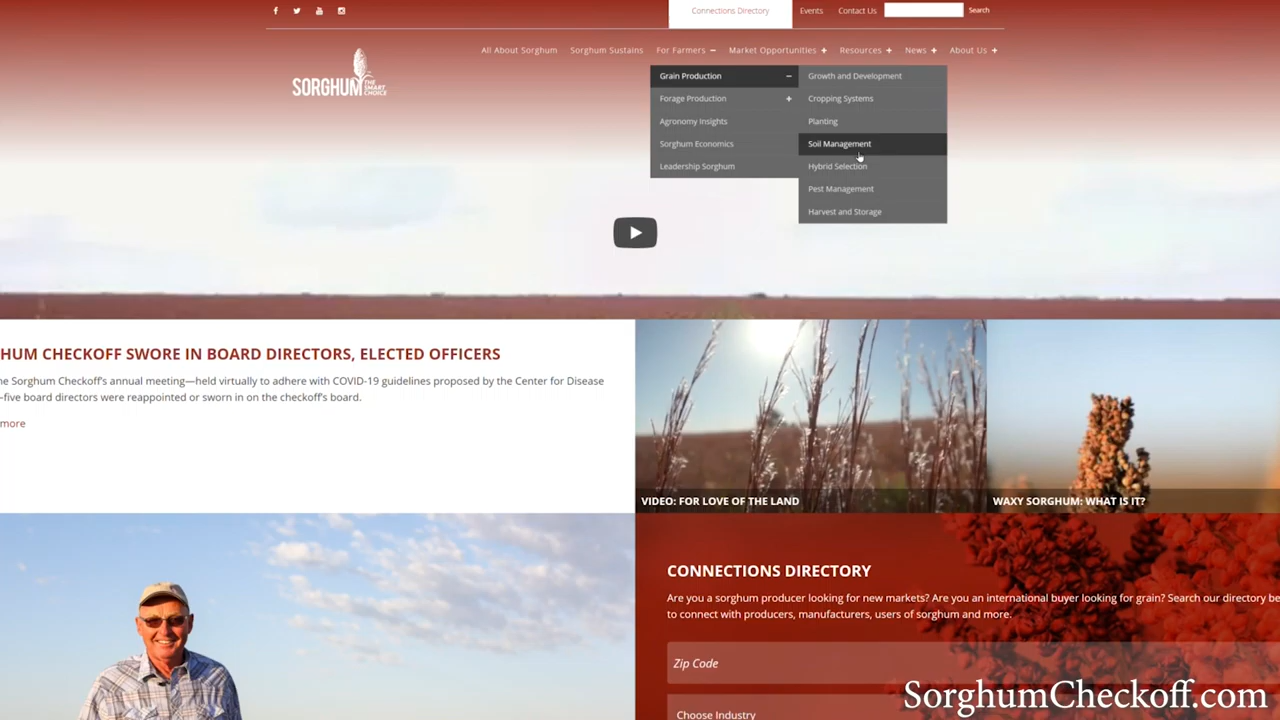 Connections Directory Events Contact Us Search
All About Sorghum Sorghum Sustains For Farmers – Market Opportunities + Resources + News + About Us +
SORGHUM THE SMART CHOICE
Grain Production –
Forage Production +
Agronomy Insights
Sorghum Economics
Leadership Sorghum
Growth and Development
Cropping Systems
Planting
Soil Management
Hybrid Selection
Pest Management
Harvest and Storage
HUM CHECKOFF SWORE IN BOARD DIRECTORS, ELECTED OFFICERS
he Sorghum Checkoff's annual meeting—held virtually to adhere with COVID-19 guidelines proposed by the Center for Disease
–five board directors were reappointed or sworn in on the checkoff's board.
more
VIDEO: FOR LOVE OF THE LAND
WAXY SORGHUM: WHAT IS IT?
CONNECTIONS DIRECTORY
Are you a sorghum producer looking for new markets? Are you an international buyer looking for grain? Search our directory be
to connect with producers, manufacturers, users of sorghum and more.
Zip Code
Choose Industry
SorghumCheckoff.com